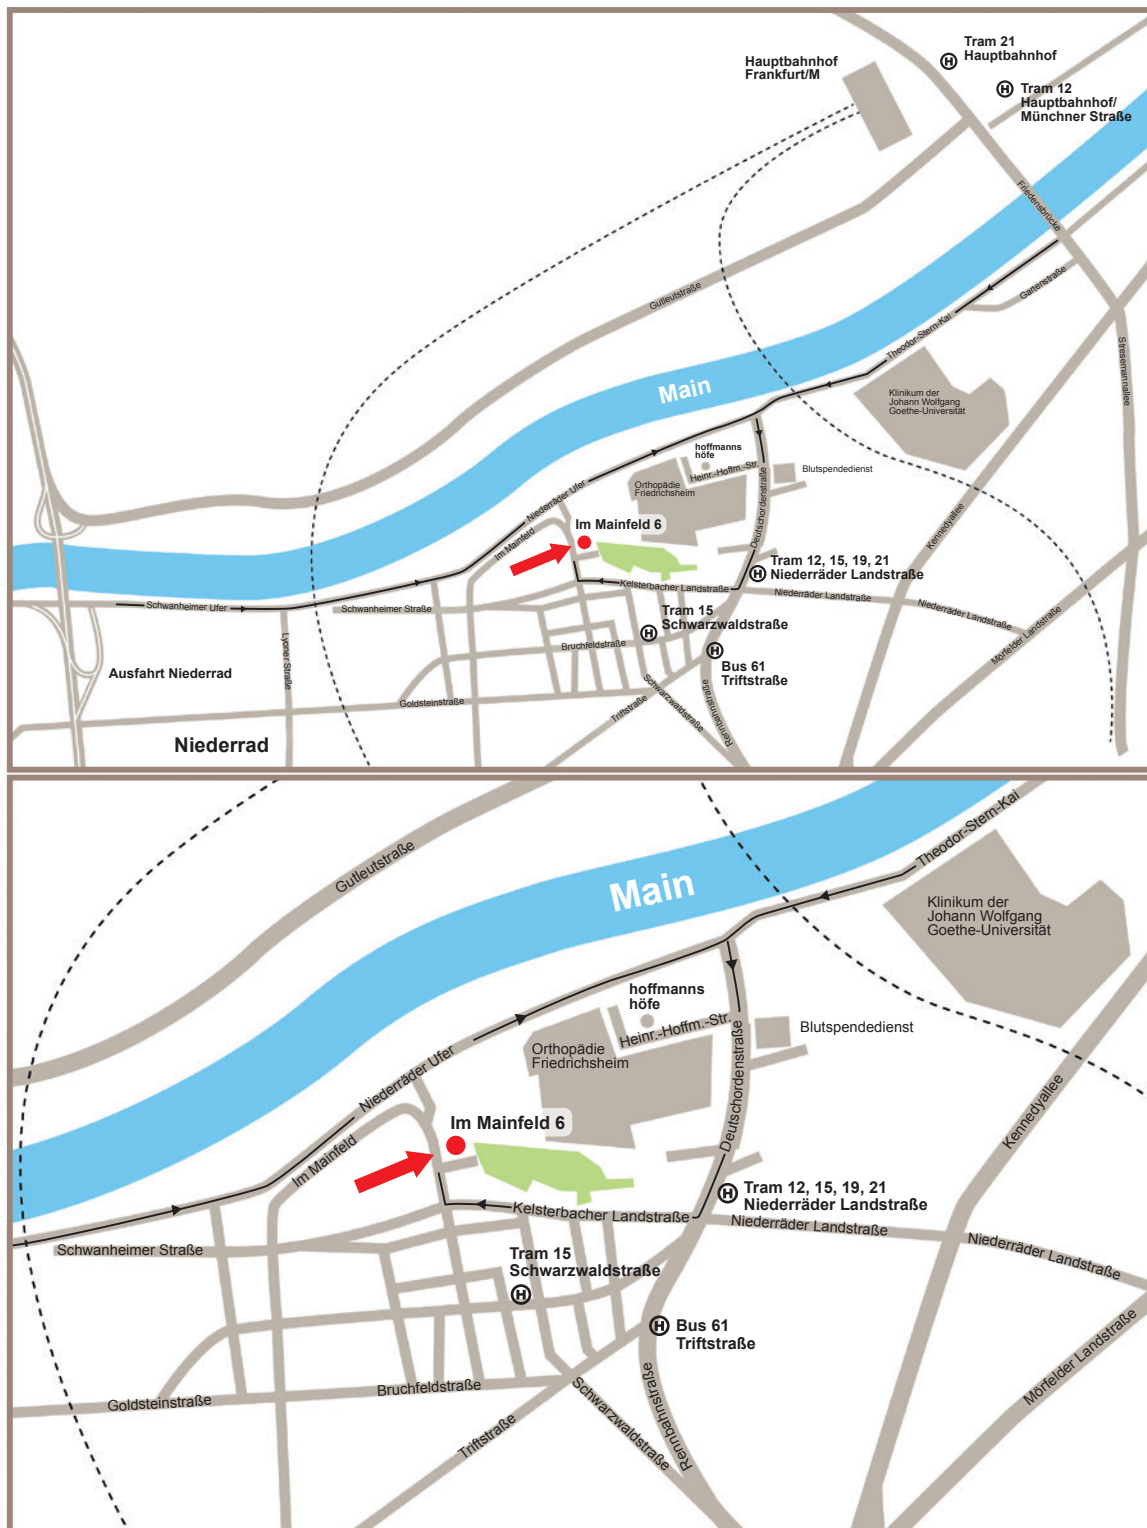 Tram 21
Hauptbahnhof
Hauptbahnhof
Frankfurt/M
H
H
Tram 12
Hauptbahnhof/
Münchner Straße
Friedensbrücke
Gartenstraße
Gutleutstraße
Theodor-Stern-Kai
Stresemannallee
Main
Klinikum der
Johann Wolfgang
Goethe-Universität
hoffmanns
höfe
Heinr.-Hoffm.-Str.
Blutspendedienst
Orthopädie
Friedrichsheim
Niederräder Ufer
Deutschordenstraße
Kennedyallee
Im Mainfeld 6
Im Mainfeld
H
Tram 12, 15, 19, 21
Niederräder Landstraße
Kelsterbacher Landstraße
Niederräder Landstraße
Niederräder Landstraße
Schwanheimer Ufer
Schwanheimer Straße
Tram 15
Schwarzwaldstraße
H
Lyoner Straße
Bruchfeldstraße
H
Bus 61
Triftstraße
Mörfelder Landstraße
Ausfahrt Niederrad
Goldsteinstraße
Triftstraße
Schwarzwaldstraße
Rennbahnstraße
Niederrad
Theodor-Stern-Kai
Gutleutstraße
Main
Klinikum der
Johann Wolfgang
Goethe-Universität
hoffmanns
höfe
Heinr.-Hoffm.-Str.
Blutspendedienst
Orthopädie
Friedrichsheim
Niederräder Ufer
Deutschordenstraße
Kennedyallee
Im Mainfeld 6
Im Mainfeld
H
Tram 12, 15, 19, 21
Niederräder Landstraße
Kelsterbacher Landstraße
Niederräder Landstraße
Niederräder Landstraße
Schwanheimer Straße
Tram 15
Schwarzwaldstraße
H
H
Bus 61
Triftstraße
Mörfelder Landstraße
Bruchfeldstraße
Goldsteinstraße
Triftstraße
Schwarzwaldstraße
Rennbahnstraße